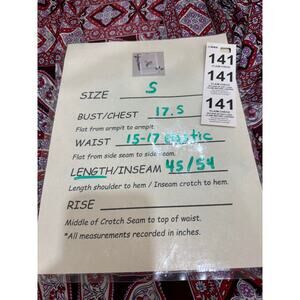 141
141
141
SIZE S
BUST/CHEST 17.5
Flat from armpit to armpit.
WAIST 15-17 elastic
Flat from side seam to side seam.
LENGTH/INSEAM 45/54
Length shoulder to hem / Inseam crotch to hem.
RISE
Middle of Crotch Seam to top of waist.
*All measurements recorded in inches.